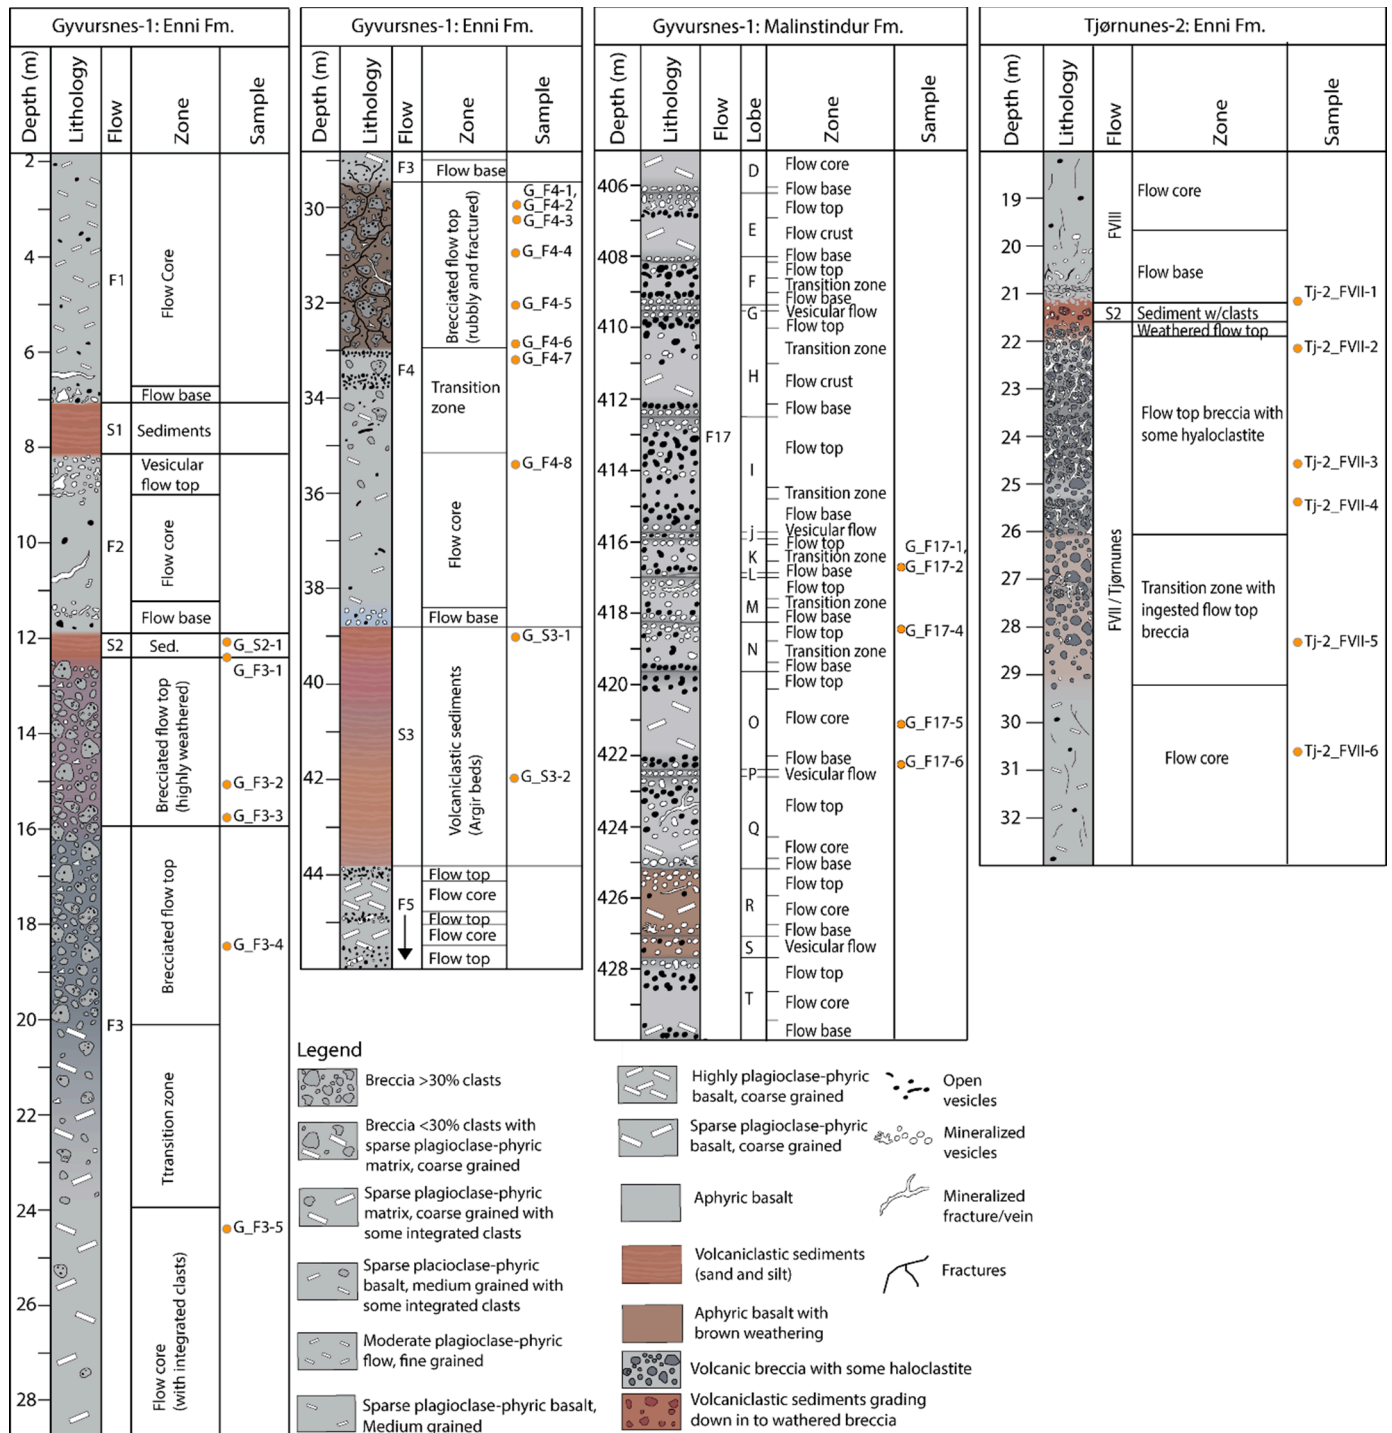 Gyvursnes-1: Enni Fm.
Depth (m)
Lithology
Flow
Zone
Sample
2
4
6
8
10
12
14
16
18
20
22
24
26
28
F1
S1
F2
S2
F3
Flow Core
Flow base
Sediments
Vesicular
flow top
Flow core
Flow base
Sed.
Brecciated flow top
(highly weathered)
Brecciated flow top
Ttransition zone
Flow core
(with integrated clasts)
G_S2-1
G_F3-1
G_F3-2
G_F3-3
G_F3-4
G_F3-5
Gyvursnes-1: Enni Fm.
Depth (m)
Lithology
Flow
Zone
Sample
30
32
34
36
38
40
42
44
F3
F4
S3
F5
Flow base
Brecciated flow top
(rubbly and fractured)
Transition
zone
Flow core
Flow base
Volcaniclastic sediments
(Argir beds)
Flow top
Flow core
Flow top
Flow core
Flow top
G_F4-1,
G_F4-2
G_F4-3
G_F4-4
G_F4-5
G_F4-6
G_F4-7
G_F4-8
G_S3-1
G_S3-2
Gyvursnes-1: Malinstindur Fm.
Depth (m)
Lithology
Flow
Lobe
Zone
Sample
406
408
410
412
414
416
418
420
422
424
426
428
F17
D
E
F
G
H
I
j
K
L
M
N
O
P
Q
R
S
T
Flow core
Flow base
Flow top
Flow crust
Flow base
Flow top
Transition zone
Flow base
Vesicular flow
Flow top
Transition zone
Flow crust
Flow base
Flow top
Transition zone
Flow base
Vesicular flow
Flow top
Transition zone
Flow base
Flow top
Transition zone
Flow base
Flow top
Transition zone
Flow base
Flow top
Flow core
Flow base
Vesicular flow
Flow top
Flow core
Flow base
Flow top
Flow core
Flow base
Vesicular flow
Flow top
Flow core
Flow base
G_F17-1,
G_F17-2
G_F17-4
G_F17-5
G_F17-6
Tjørnunes-2: Enni Fm.
Depth (m)
Lithology
Flow
Zone
Sample
19
20
21
22
23
24
25
26
27
28
29
30
31
32
FVIII
S2
FVII / Tjørnunes
Flow core
Flow base
Sediment w/clasts
Weathered flow top
Flow top breccia with
some hyaloclastite
Transition zone with
ingested flow top
breccia
Flow core
Tj-2_FVII-1
Tj-2_FVII-2
Tj-2_FVII-3
Tj-2_FVII-4
Tj-2_FVII-5
Tj-2_FVII-6
Legend
Breccia >30% clasts
Breccia <30% clasts with
sparse plagioclase-phyric
matrix, coarse grained
Sparse plagioclase-phyric
matrix, coarse grained with
some integrated clasts
Sparse placioclase-phyric
basalt, medium grained with
some integrated clasts
Moderate plagioclase-phyric
flow, fine grained
Sparse plagioclase-phyric basalt,
Medium grained
Highly plagioclase-phyric
basalt, coarse grained
Sparse plagioclase-phyric
basalt, coarse grained
Aphyric basalt
Volcaniclastic sediments
(sand and silt)
Aphyric basalt with
brown weathering
Volcanic breccia with some haloclastite
Volcaniclastic sediments grading
down in to wathered breccia
Open
vesicles
Mineralized
vesicles
Mineralized
fracture/vein
Fractures